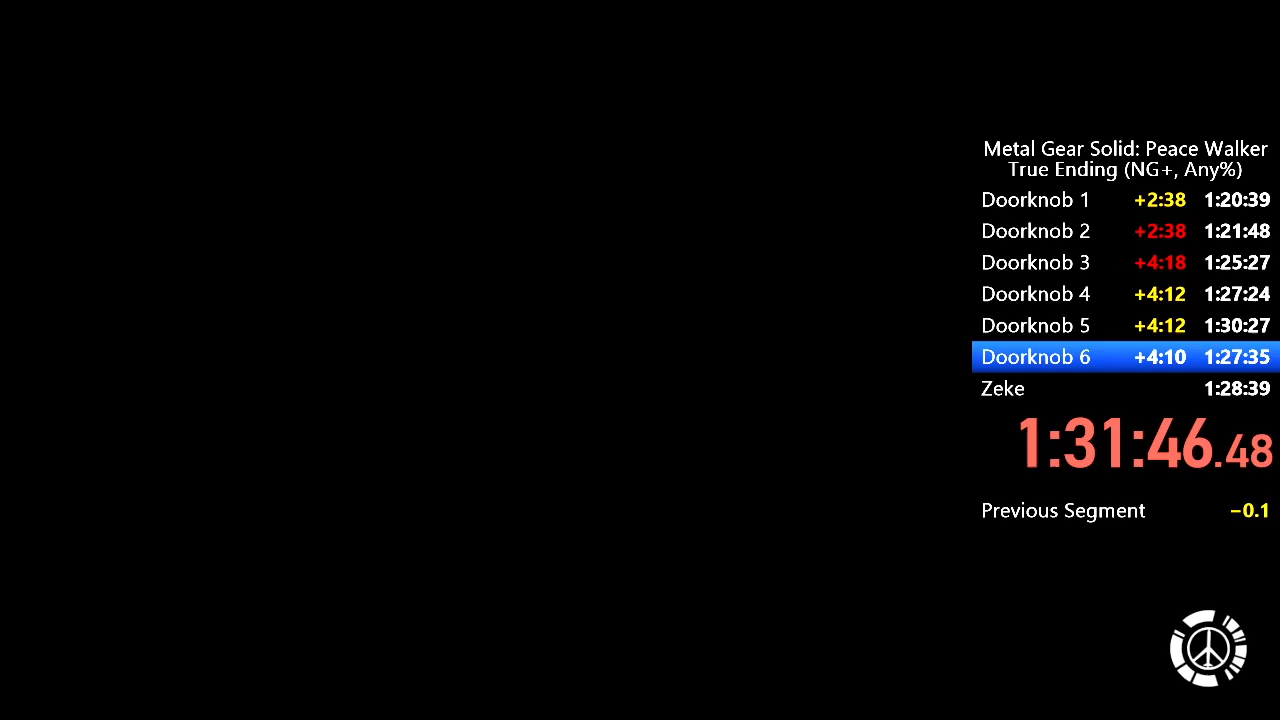 Metal Gear Solid: Peace Walker
True Ending (NG+, Any%)
Doorknob 1 +2:38 1:20:39
Doorknob 2 +2:38 1:21:48
Doorknob 3 +4:18 1:25:27
Doorknob 4 +4:12 1:27:24
Doorknob 5 +4:12 1:30:27
Doorknob 6 +4:10 1:27:35
Zeke 1:28:39
1:31:46.48
Previous Segment −0.1